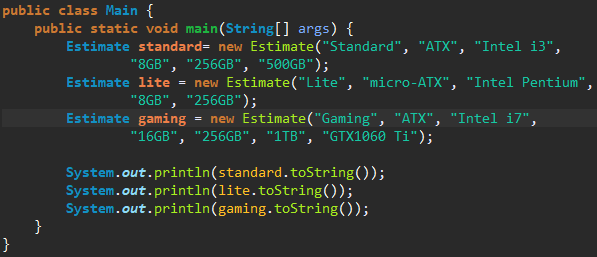 public class Main {
    public static void main(String[] args) {
        Estimate standard= new Estimate("Standard", "ATX", "Intel i3",
                "8GB", "256GB", "500GB");
        Estimate lite = new Estimate("Lite", "micro-ATX", "Intel Pentium",
                "8GB", "256GB");
        Estimate gaming = new Estimate("Gaming", "ATX", "Intel i7",
                "16GB", "256GB", "1TB", "GTX1060 Ti");

        System.out.println(standard.toString());
        System.out.println(lite.toString());
        System.out.println(gaming.toString());
    }
}